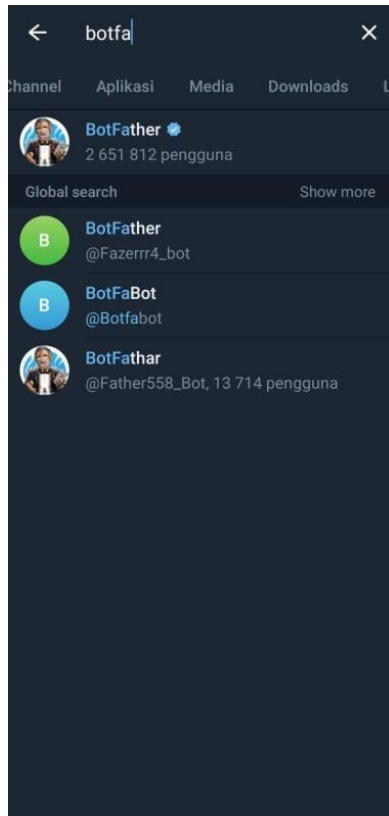 botfa
Channel Aplikasi Media Downloads L
BotFather
2 651 812 pengguna
Global search Show more
B
BotFather
@Fazerrr4_bot
B
BotFaBot
@Botfabot
BotFathar
@Father558_Bot, 13 714 pengguna